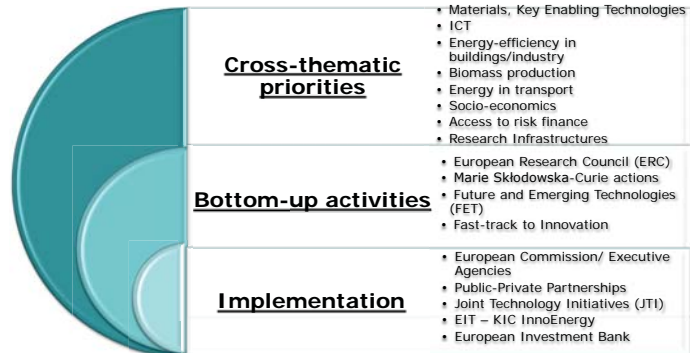 Cross-thematic
priorities
• Materials, Key Enabling Technologies
• ICT
• Energy-efficiency in
buildings/industry
• Biomass production
• Energy in transport
• Socio-economics
• Access to risk finance
• Research Infrastructures
Bottom-up activities
• European Research Council (ERC)
• Marie Skłodowska-Curie actions
• Future and Emerging Technologies
(FET)
• Fast-track to Innovation
Implementation
• European Commission/ Executive
Agencies
• Public-Private Partnerships
• Joint Technology Initiatives (JTI)
• EIT – KIC InnoEnergy
• European Investment Bank